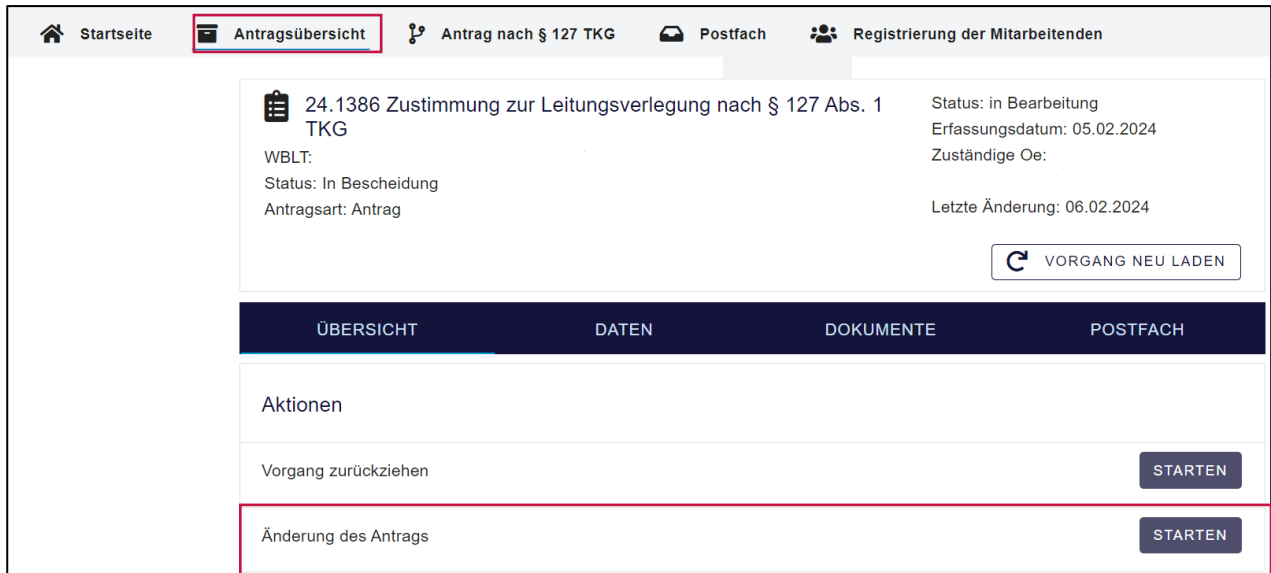 Startseite Antragsübersicht Antrag nach § 127 TKG Postfach Registrierung der Mitarbeitenden
24.1386 Zustimmung zur Leitungsverlegung nach § 127 Abs. 1
TKG
WBLT:
Status: In Bescheidung
Antragsart: Antrag
Status: in Bearbeitung
Erfassungsdatum: 05.02.2024
Zuständige Oe:
Letzte Änderung: 06.02.2024
VORGANG NEU LADEN
ÜBERSICHT DATEN DOKUMENTE POSTFACH
Aktionen
Vorgang zurückziehen STARTEN
Änderung des Antrags STARTEN